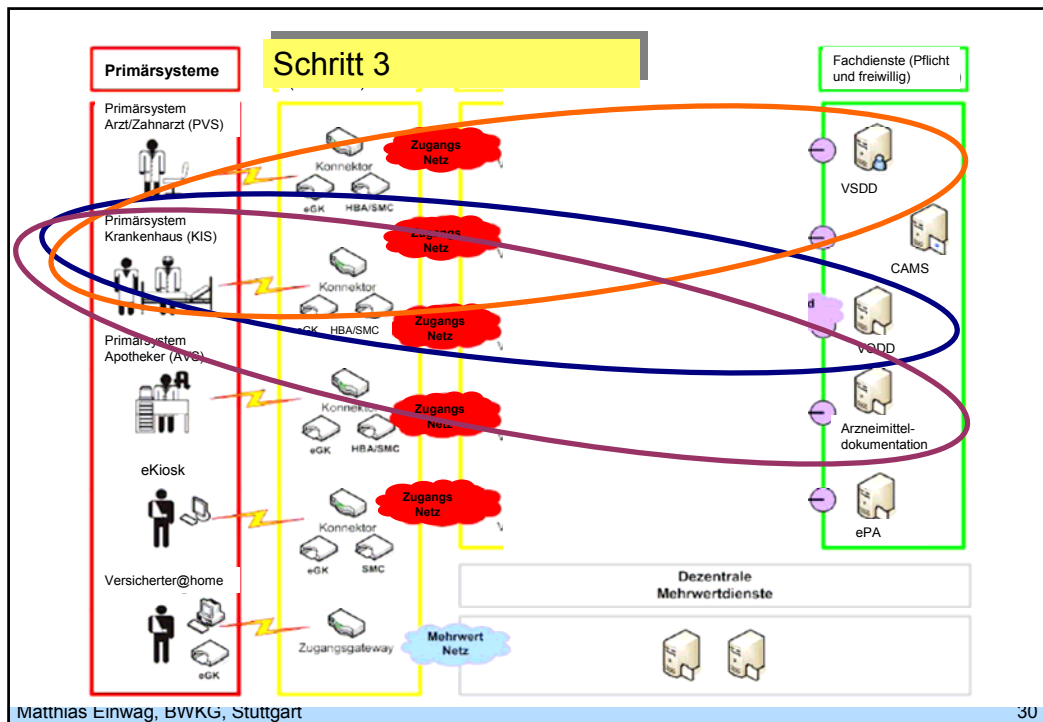 Primärsysteme
Schritt 3
Fachdienste (Pflicht
und freiwillig)
Primärsystem
Arzt/Zahnarzt (PVS)
Konnektor
eGK HBA/SMC
Zugangs
Netz
VSDD
Primärsystem
Krankenhaus (KIS)
Konnektor
eGK HBA/SMC
Zugangs
Netz
CAMS
Zugangs
Netz
VODD
Primärsystem
Apotheker (AVS)
Konnektor
eGK HBA/SMC
Zugangs
Netz
Arzneimittel-
dokumentation
eKiosk
Konnektor
eGK SMC
Zugangs
Netz
ePA
Versicherter@home
eGK
Zugangsgateway
Mehrwert
Netz
Dezentrale
Mehrwertdienste
Matthias Einwag, BWKG, Stuttgart 30